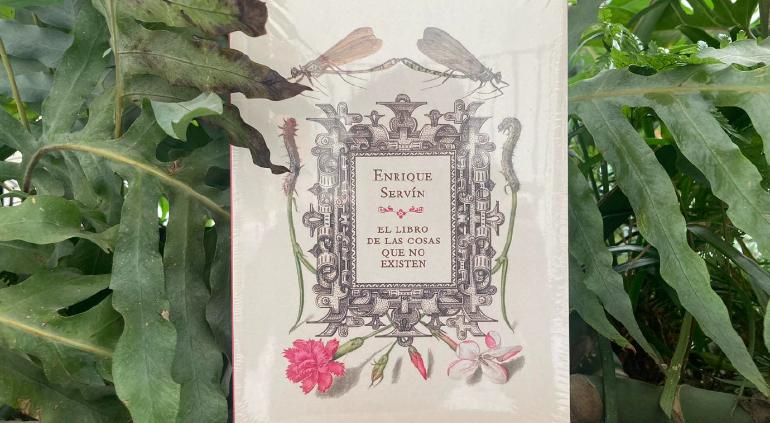 ENRIQUE
SERVÍN
EL LIBRO
DE LAS COSAS
QUE NO
EXISTEN